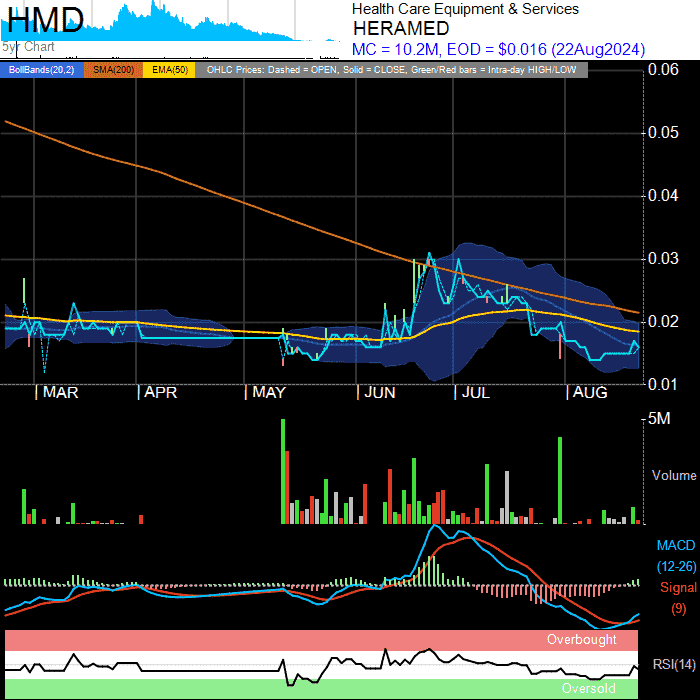 HMD
5yr Chart
Health Care Equipment & Services
HERAMED
MC = 10.2M, EOD = $0.016 (22Aug2024)
BollBands(20,2) SMA(200) EMA(50) OHLC Prices: Dashed = OPEN, Solid = CLOSE, Green/Red bars = Intra-day HIGH/LOW
0.06
0.05
0.04
0.03
0.02
0.01
MAR APR MAY JUN JUL AUG
5M
Volume
MACD
(12-26)
Signal
(9)
Overbought
RSI(14)
Oversold